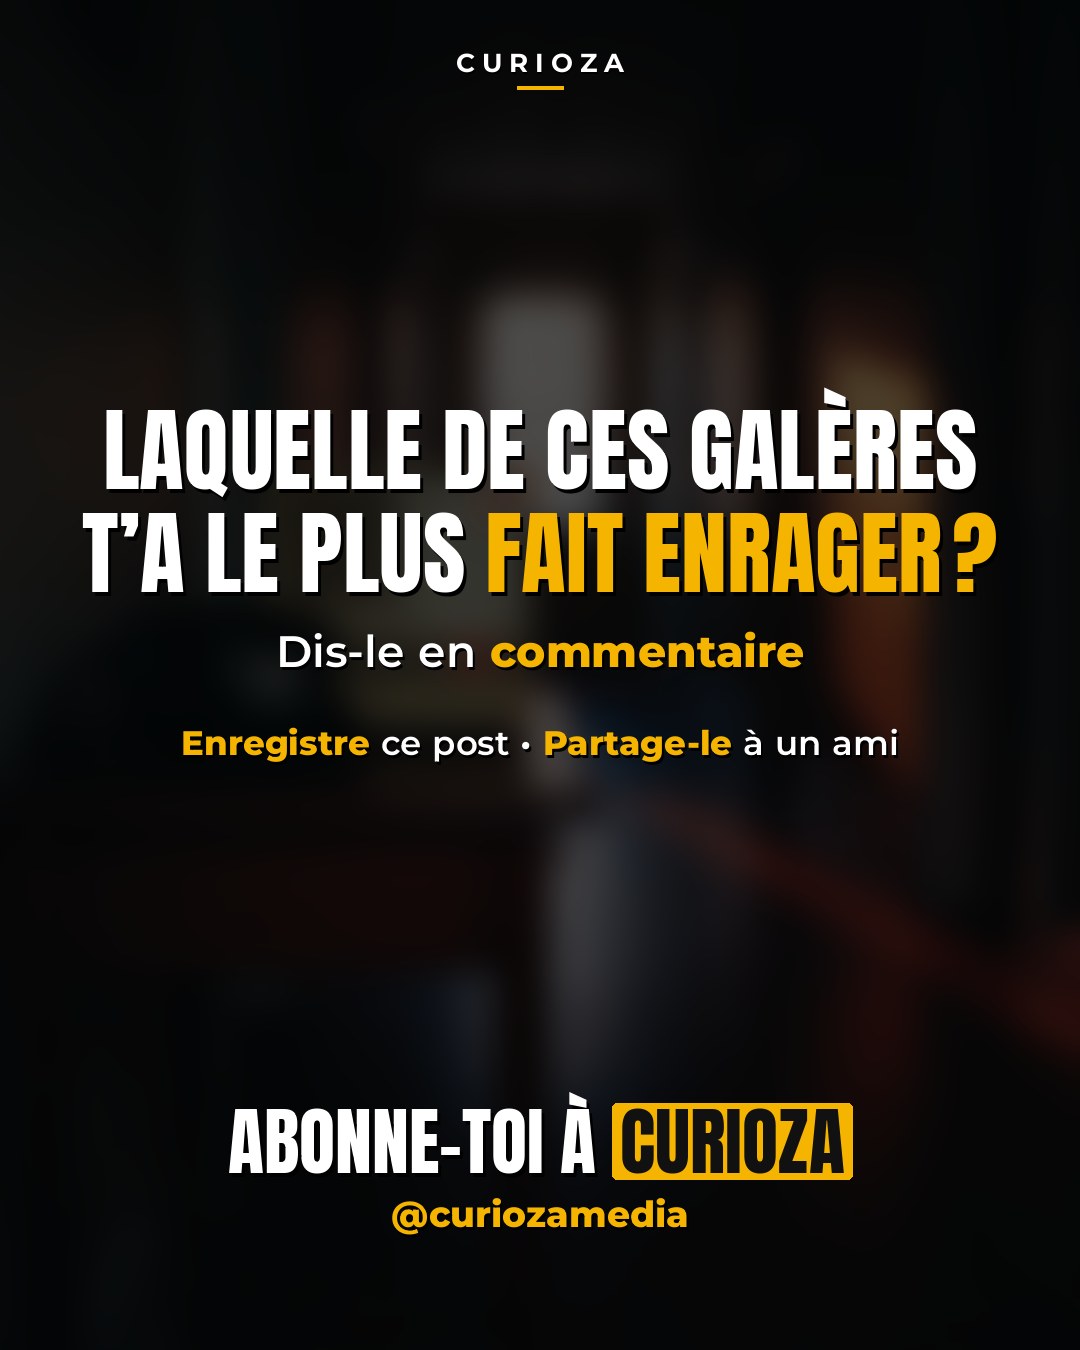 CURIOZA
LAQUELLE DE CES GALÈRES
T’A LE PLUS FAIT ENRAGER ?
Dis-le en commentaire
Enregistre ce post • Partage-le à un ami
ABONNE-TOI À CURIOZA
@curiozamedia